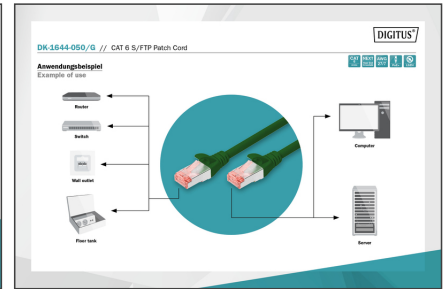 DIGITUS®
DK-1644-050/G // CAT 6 S/FTP Patch Cord
Anwendungsbeispiel
Example of use
Router
Switch
Wall outlet
Floor tank
Computer
Server